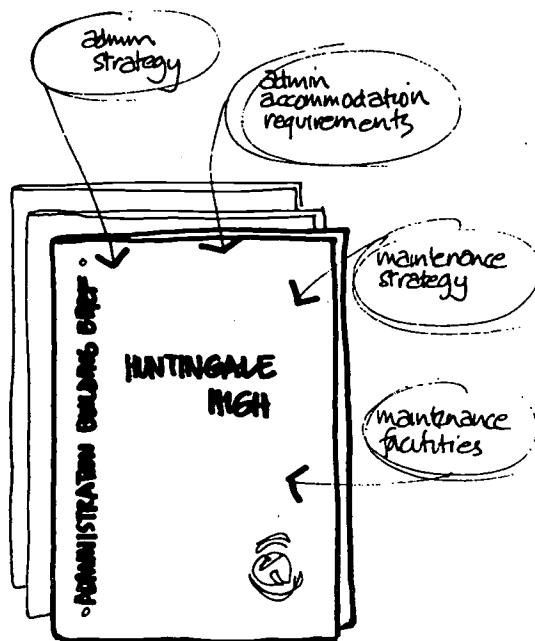 admin
strategy
admin
accommodation
requirements
maintenance
strategy
maintenance
facilities
· ADMINISTRATION BUILDING BRIEF ·
HUNTINGALE
HIGH